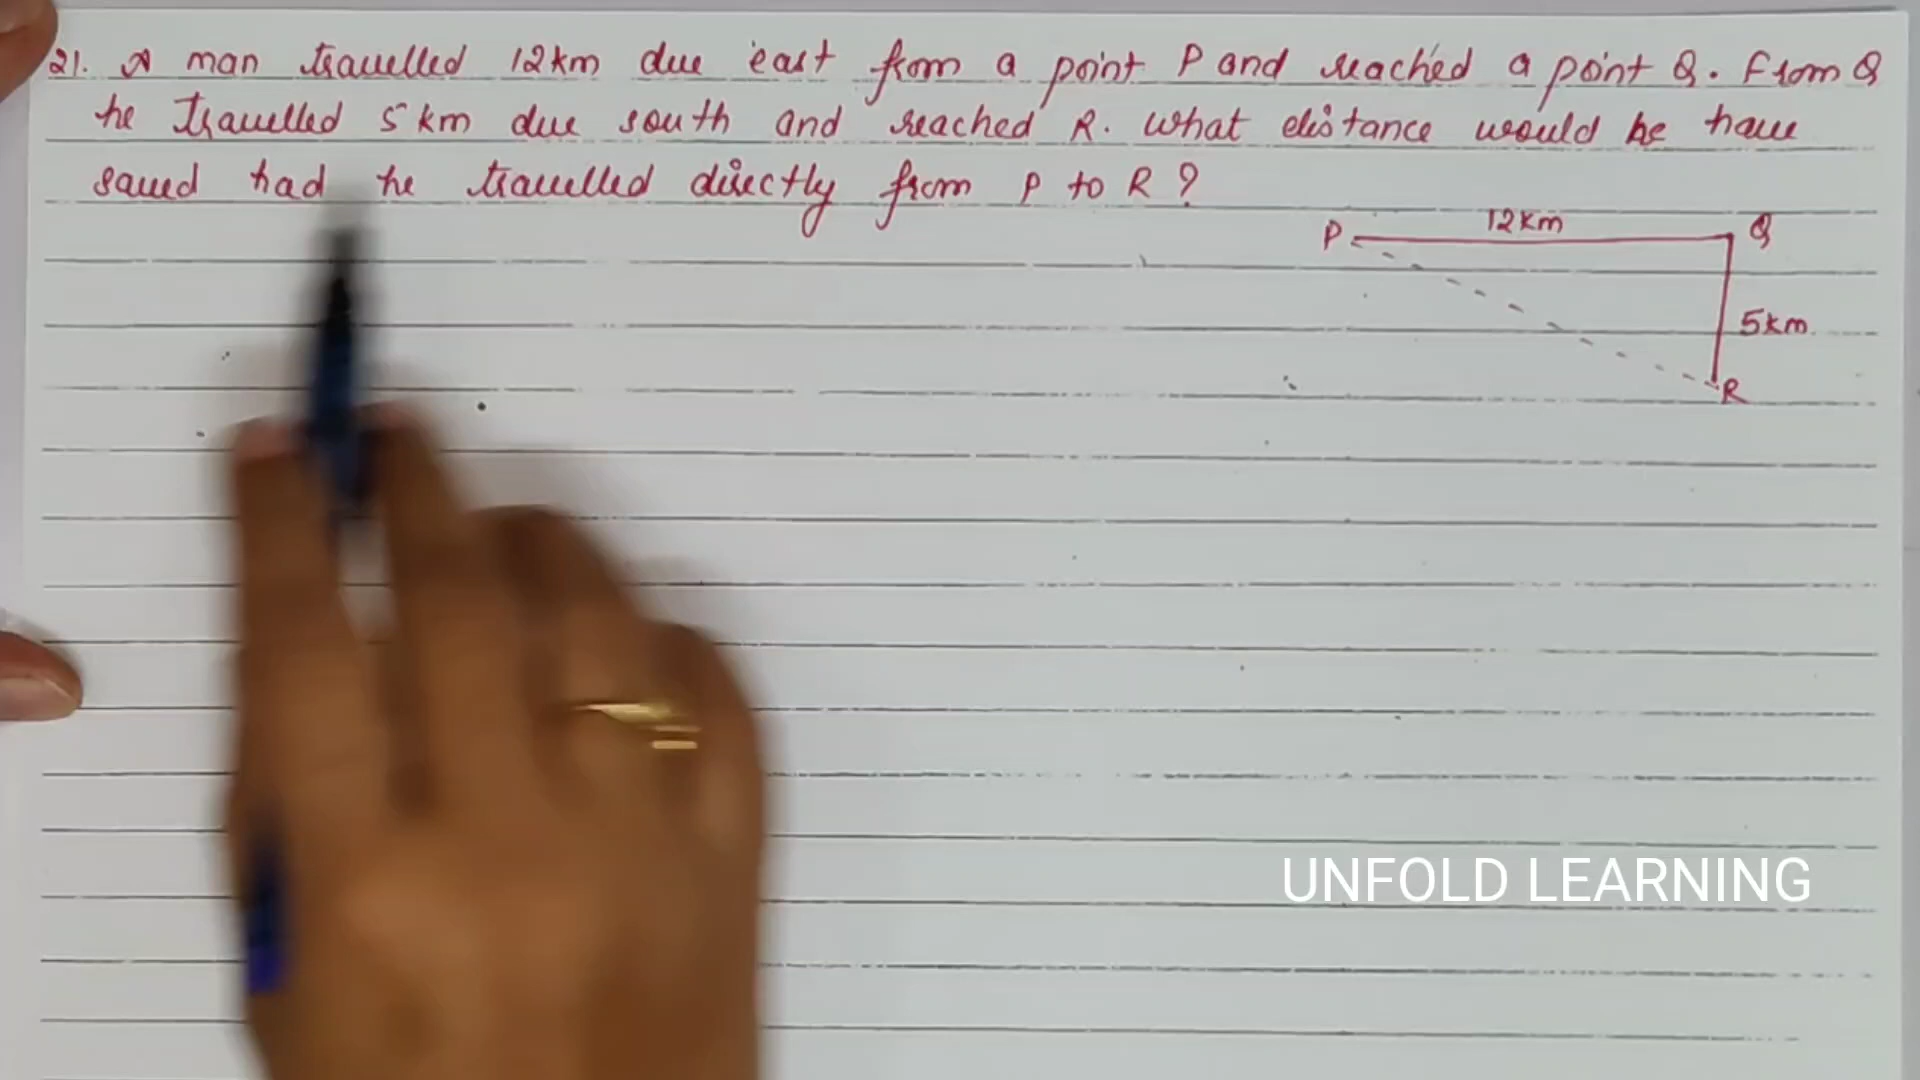 21. A man travelled 12km due east from a point P and reached a point Q. From Q
he travelled 5km due south and reached R. What distance would he have
saved had he travelled directly from P to R?
P 12km Q
5km
R
UNFOLD LEARNING